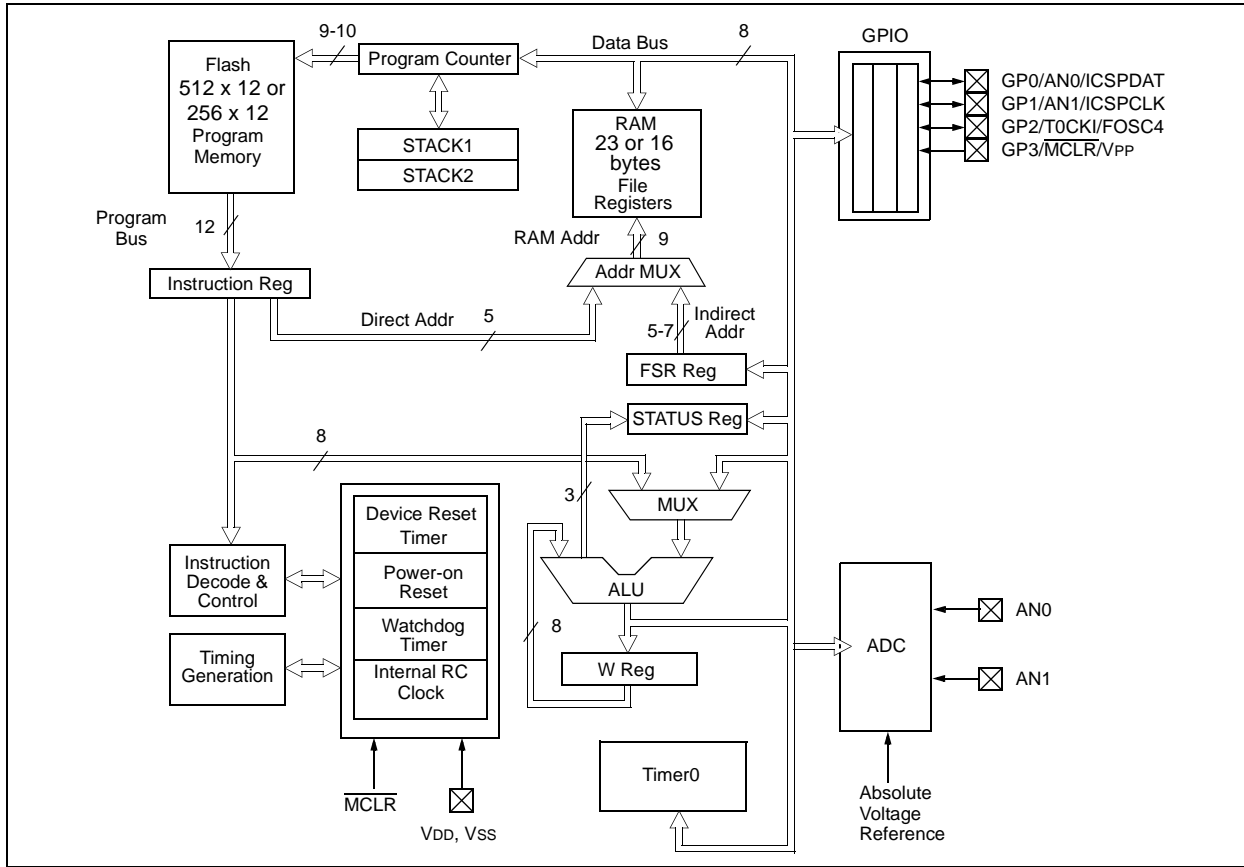 9-10
Data Bus
8
GPIO
Flash
512 x 12 or
256 x 12
Program
Memory
Program Counter
STACK1
STACK2
RAM
23 or 16
bytes
File
Registers
GP0/AN0/ICSPDAT
GP1/AN1/ICSPCLK
GP2/T0CKI/FOSC4
GP3/MCLR/VPP
Program
Bus
12
RAM Addr
9
Addr MUX
Instruction Reg
Direct Addr
5
5-7
Indirect
Addr
FSR Reg
STATUS Reg
8
3
MUX
Device Reset
Timer
Power-on
Reset
Watchdog
Timer
Internal RC
Clock
Instruction
Decode &
Control
Timing
Generation
ALU
8
W Reg
ADC
AN0
AN1
Timer0
MCLR
VDD, VSS
Absolute
Voltage
Reference